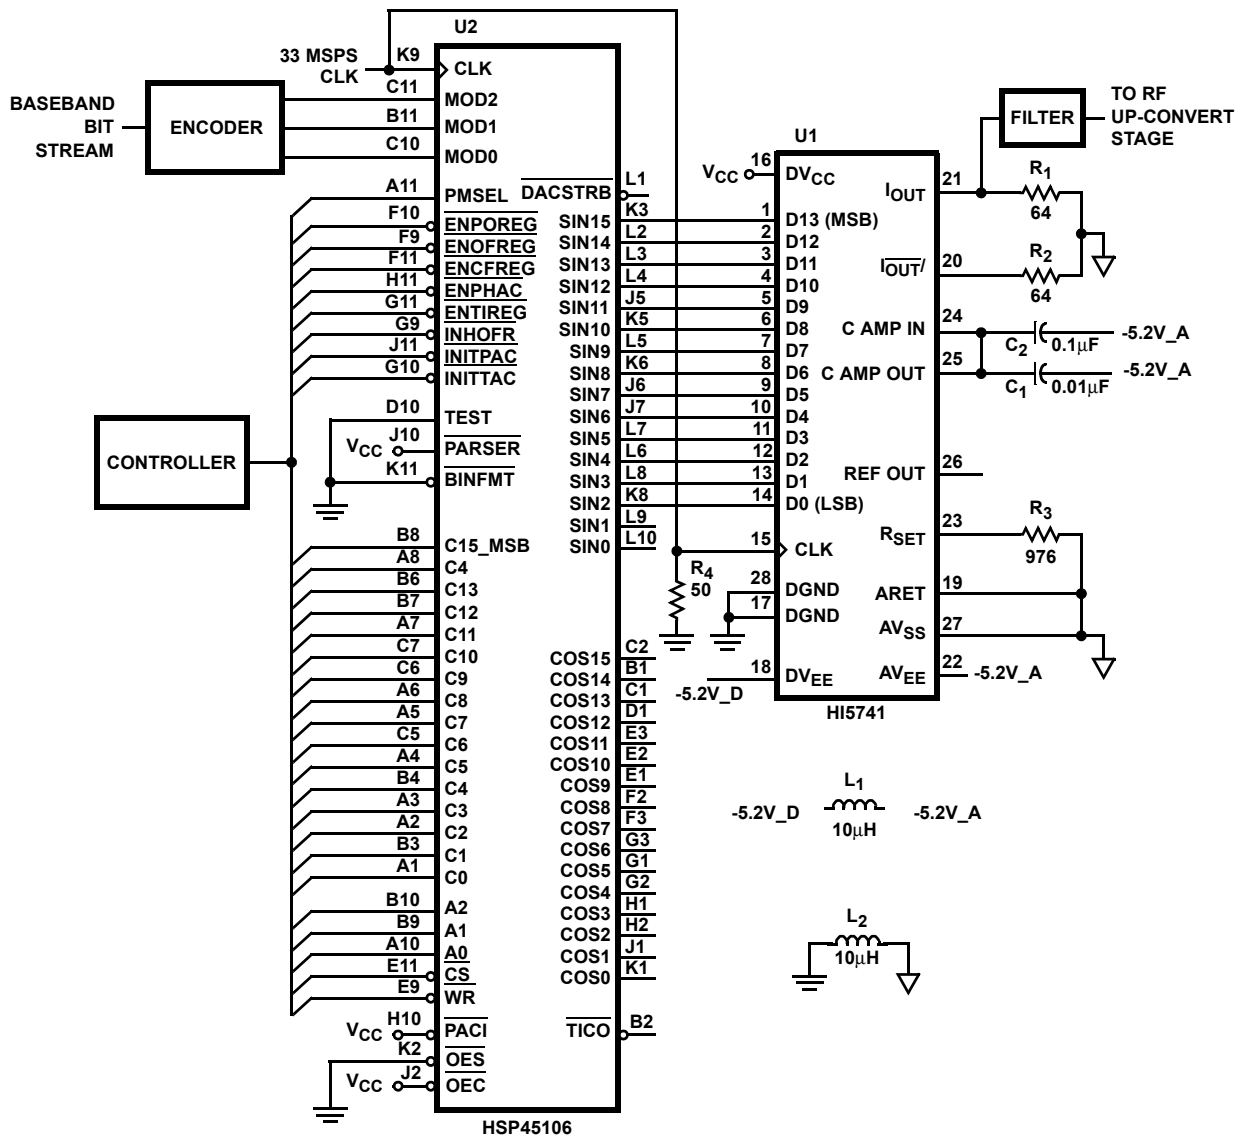 U2
33 MSPS
CLK
K9
CLK
BASEBAND
BIT
STREAM
ENCODER
C11
MOD2
B11
MOD1
C10
MOD0
A11
PMSEL
F10
ENPOREG
F9
ENOFREG
F11
ENCFREG
H11
ENPHAC
G11
ENTIREG
G9
INHOFR
J11
INITPAC
G10
INITTAC
D10
TEST
VCC
J10
PARSER
K11
BINFMT
CONTROLLER
B8
C15_MSB
A8
C4
B6
C13
B7
C12
A7
C11
C7
C10
C6
C9
A6
C8
A5
C7
C5
C6
A4
C5
B4
C4
A3
C3
A2
C2
B3
C1
A1
C0
B10
A2
B9
A1
A10
A0
E11
CS
E9
WR
VCC
H10
PACI
K2
OES
VCC
J2
OEC
HSP45106
DACSTRB
L1
SIN15
K3
SIN14
L2
SIN13
L3
SIN12
L4
SIN11
J5
SIN10
K5
SIN9
L5
SIN8
K6
SIN7
J6
SIN6
J7
SIN5
L7
SIN4
L6
SIN3
L8
SIN2
K8
SIN1
L9
SIN0
L10
COS15
C2
COS14
B1
COS13
C1
COS12
D1
COS11
E3
COS10
E2
COS9
E1
COS8
F2
COS7
F3
COS6
G3
COS5
G1
COS4
G2
COS3
H1
COS2
H2
COS1
J1
COS0
K1
TICO
B2
R4
50
U1
VCC
16
DVCC
1
D13 (MSB)
2
D12
3
D11
4
D10
5
D9
6
D8
7
D7
8
D6
9
D5
10
D4
11
D3
12
D2
13
D1
14
D0 (LSB)
15
CLK
28
DGND
17
DGND
18
DVEE
-5.2V_D
HI5741
IOUT
21
FILTER
TO RF
UP-CONVERT
STAGE
R1
64
IOUT/
20
R2
64
C AMP IN
24
C2
0.1µF
-5.2V_A
C AMP OUT
25
C1
0.01µF
-5.2V_A
REF OUT
26
RSET
23
R3
976
ARET
19
AVSS
27
AVEE
22
-5.2V_A
L1
-5.2V_D
10µH
-5.2V_A
L2
10µH